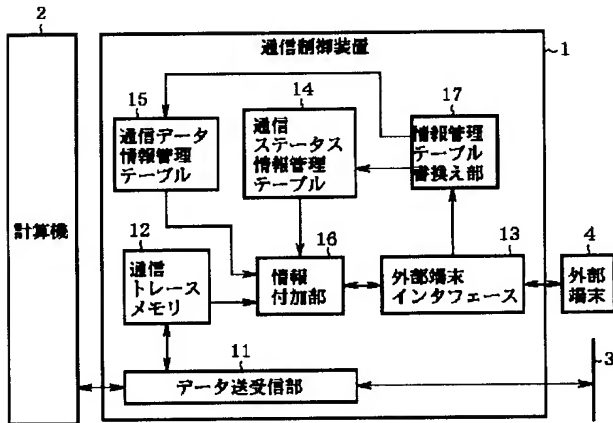 2
通信制御装置
1
15
通信データ
情報管理
テーブル
14
通信
ステータス
情報管理
テーブル
17
情報管理
テーブル
書換え部
計算機
12
通信
トレース
メモリ
16
情報
付加部
13
外部端末
インタフェース
4
外部
端末
11
データ送受信部
3